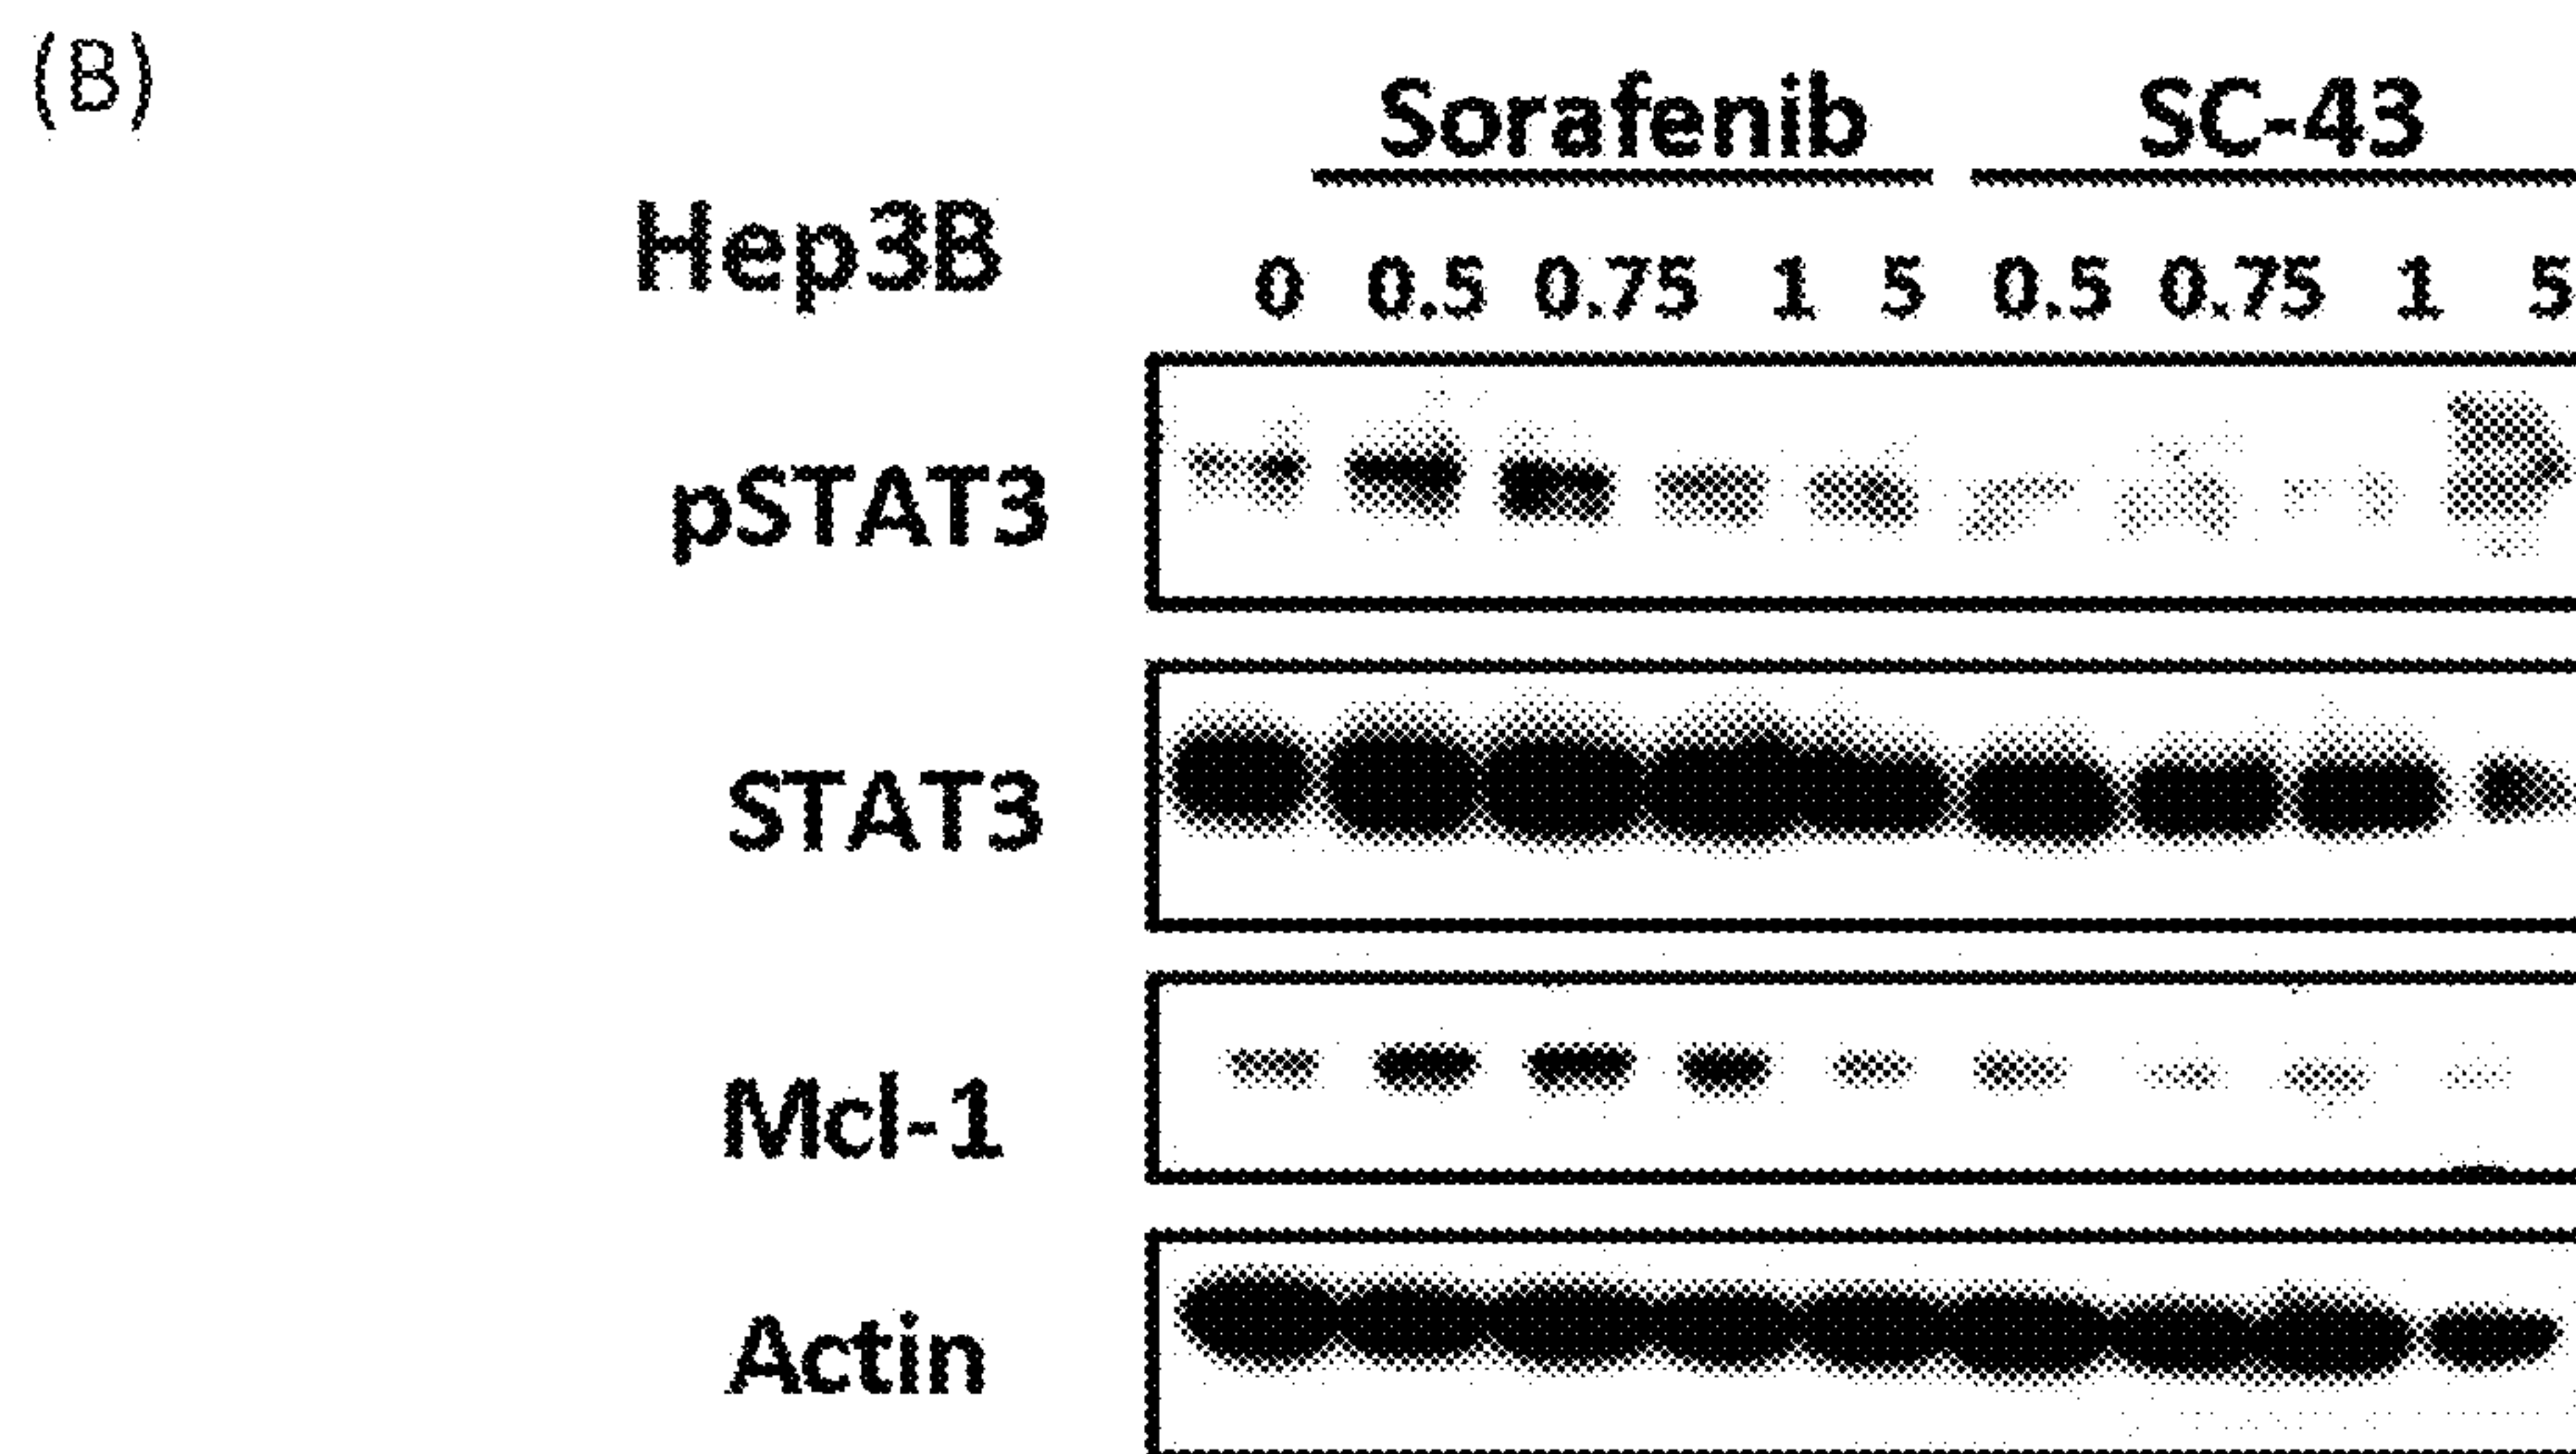 (B)
Sorafenib SC-43
Hep3B 0 0.5 0.75 1 5 0.5 0.75 1 5
pSTAT3
STAT3
Mcl-1
Actin